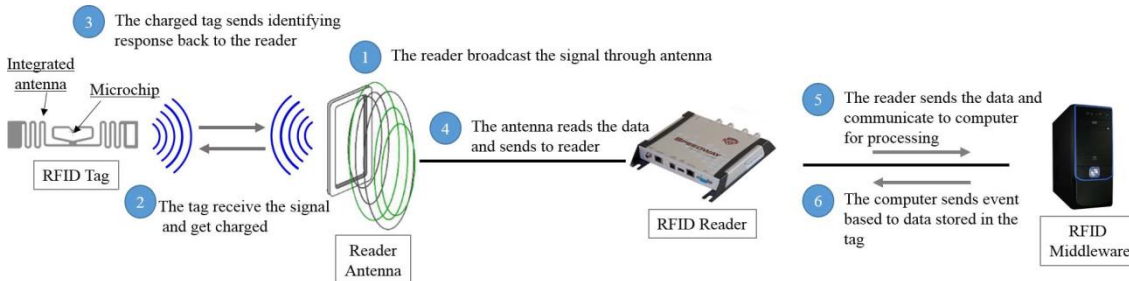 3
The charged tag sends identifying
response back to the reader
1
The reader broadcast the signal through antenna
Integrated
antenna
Microchip
RFID Tag
2
The tag receive the signal
and get charged
Reader
Antenna
4
The antenna reads the data
and sends to reader
SPEEDWAY
RFID Reader
5
The reader sends the data and
communicate to computer
for processing
6
The computer sends event
based to data stored in the
tag
RFID
Middleware